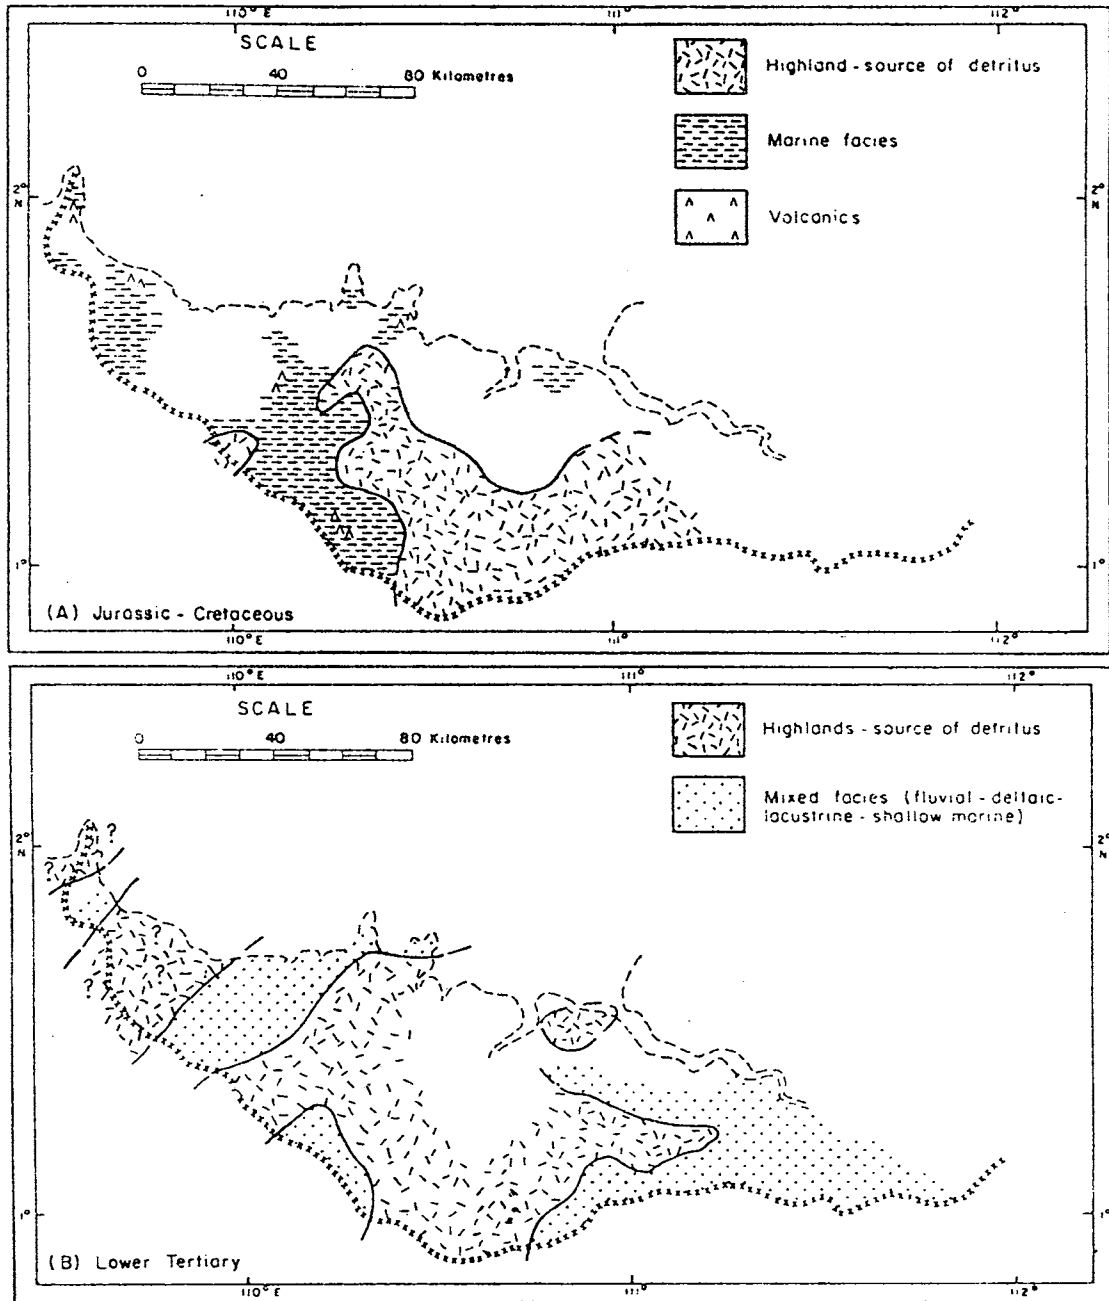 110° E
111°
112°
SCALE
0 40 80 Kilometres
Highland - source of detritus
Marine facies
Volcanics
2°
N
2°
N
1°
1°
(A) Jurassic - Cretaceous
110° E
111°
112°
110° E
111°
112°
SCALE
0 40 80 Kilometres
Highlands - source of detritus
Mixed facies (fluvial - deltaic-
lacustrine - shallow marine)
2°
N
2°
N
?
?
?
?
?
1°
1°
(B) Lower Tertiary
110° E
111°
112°